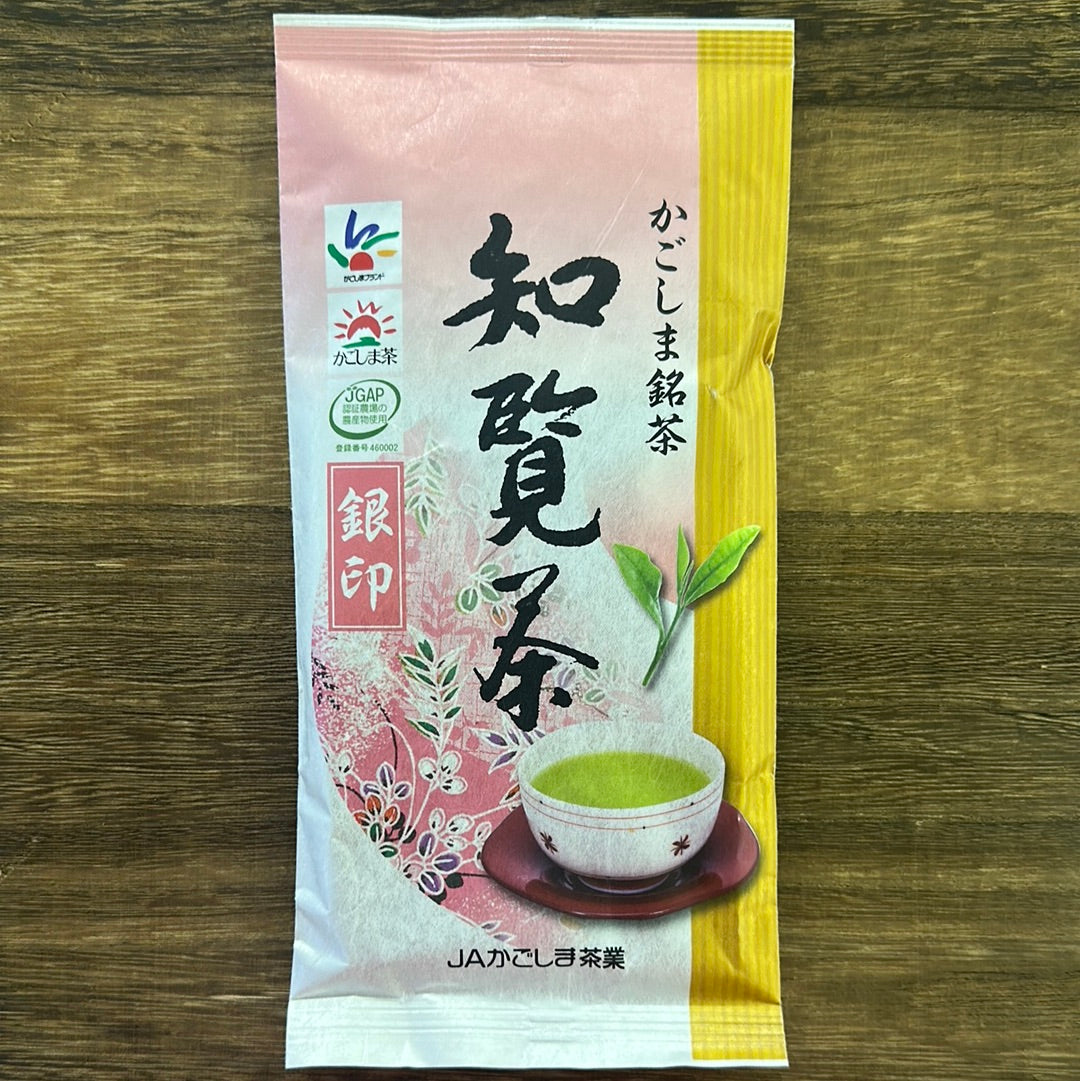 かごしま銘茶
知覧茶
かごしまブランド
かごしま茶
JGAP
認証農場の
農産物使用
登録番号460002
銀印
JAかごしま茶業